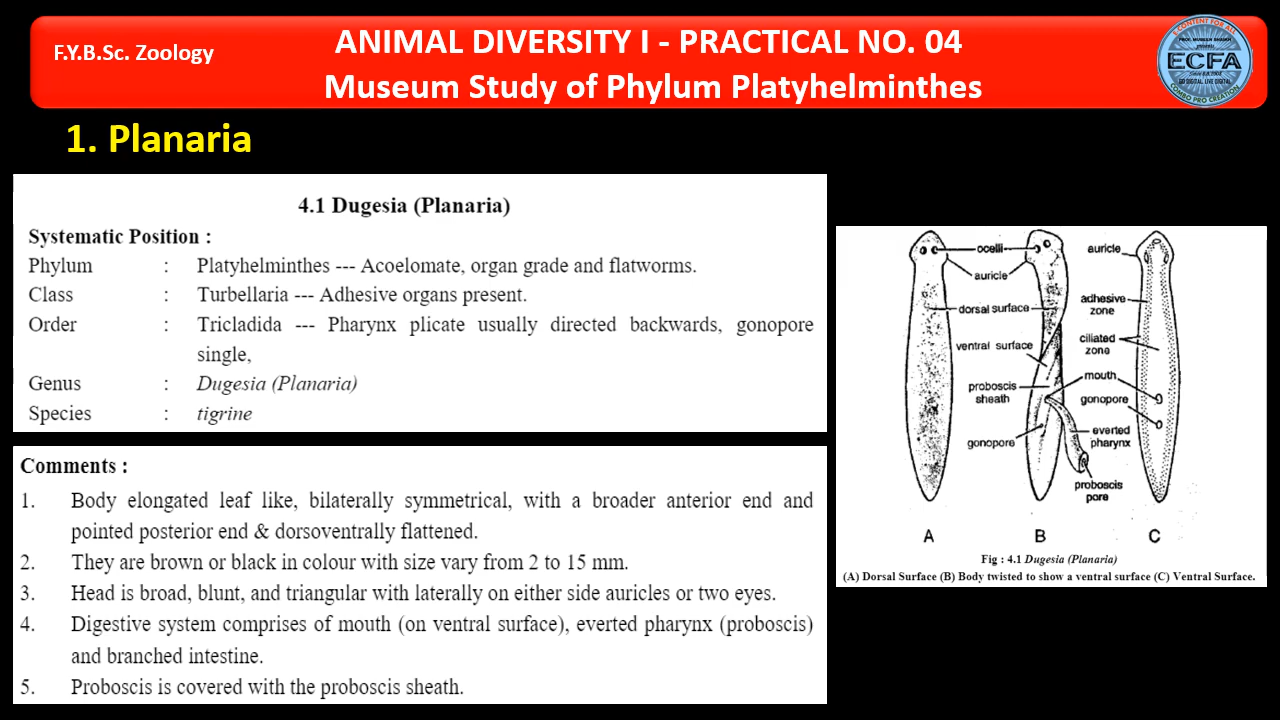 F.Y.B.Sc. Zoology
ANIMAL DIVERSITY I - PRACTICAL NO. 04
Museum Study of Phylum Platyhelminthes
ECFA
1. Planaria
4.1 Dugesia (Planaria)
Systematic Position :
Phylum : Platyhelminthes --- Acoelomate, organ grade and flatworms.
Class : Turbellaria --- Adhesive organs present.
Order : Tricladida --- Pharynx plicate usually directed backwards, gonopore
single,
Genus : Dugesia (Planaria)
Species : tigrine
Comments :
1. Body elongated leaf like, bilaterally symmetrical, with a broader anterior end and
pointed posterior end & dorsoventrally flattened.
2. They are brown or black in colour with size vary from 2 to 15 mm.
3. Head is broad, blunt, and triangular with laterally on either side auricles or two eyes.
4. Digestive system comprises of mouth (on ventral surface), everted pharynx (proboscis)
and branched intestine.
5. Proboscis is covered with the proboscis sheath.
ocelli
auricle
dorsal surface
ventral surface
proboscis
sheath
gonopore
auricle
adhesive
zone
ciliated
zone
mouth
gonopore
everted
pharynx
proboscis
pore
A B C
Fig : 4.1 Dugesia (Planaria)
(A) Dorsal Surface (B) Body twisted to show a ventral surface (C) Ventral Surface.